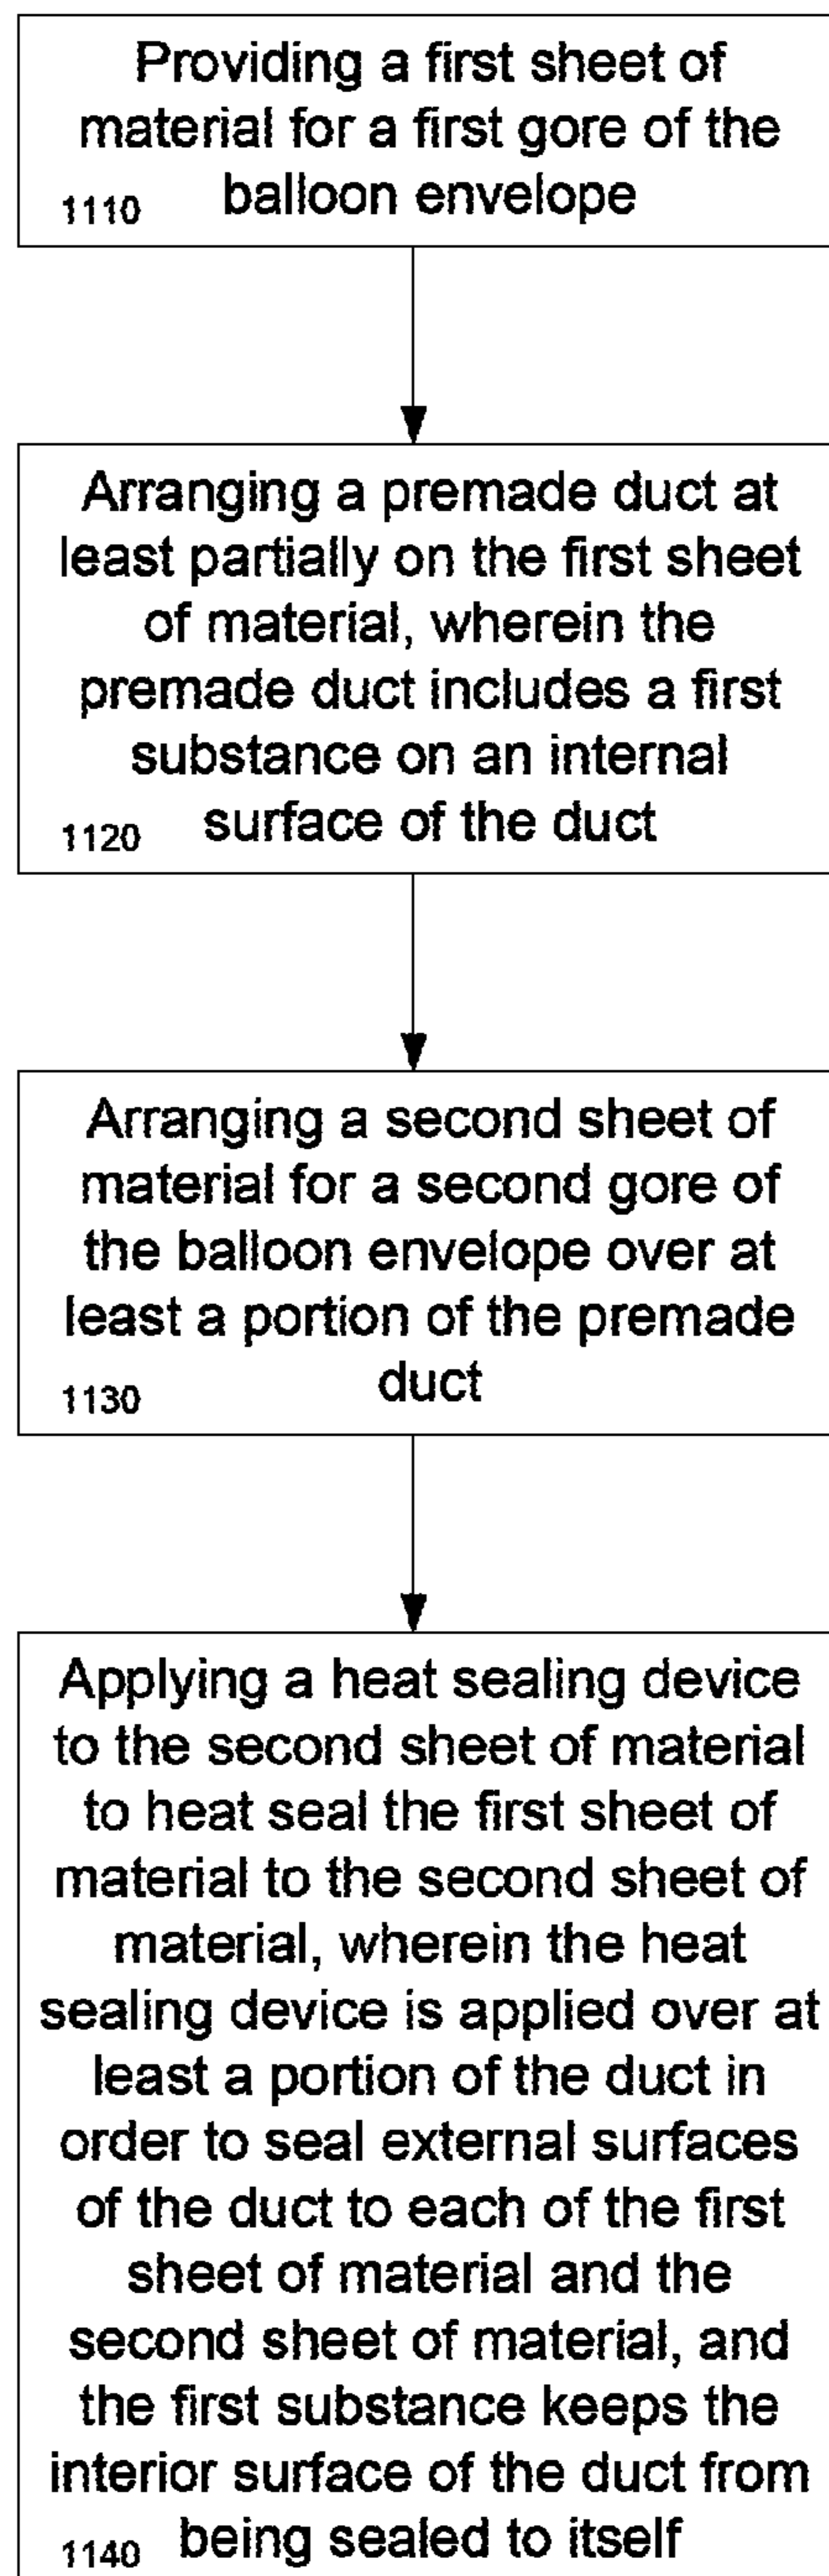 Providing a first sheet of
material for a first gore of the
1110 balloon envelope
Arranging a premade duct at
least partially on the first sheet
of material, wherein the
premade duct includes a first
substance on an internal
1120 surface of the duct
Arranging a second sheet of
material for a second gore of
the balloon envelope over at
least a portion of the premade
1130 duct
Applying a heat sealing device
to the second sheet of material
to heat seal the first sheet of
material to the second sheet of
material, wherein the heat
sealing device is applied over at
least a portion of the duct in
order to seal external surfaces
of the duct to each of the first
sheet of material and the
second sheet of material, and
the first substance keeps the
interior surface of the duct from
1140 being sealed to itself